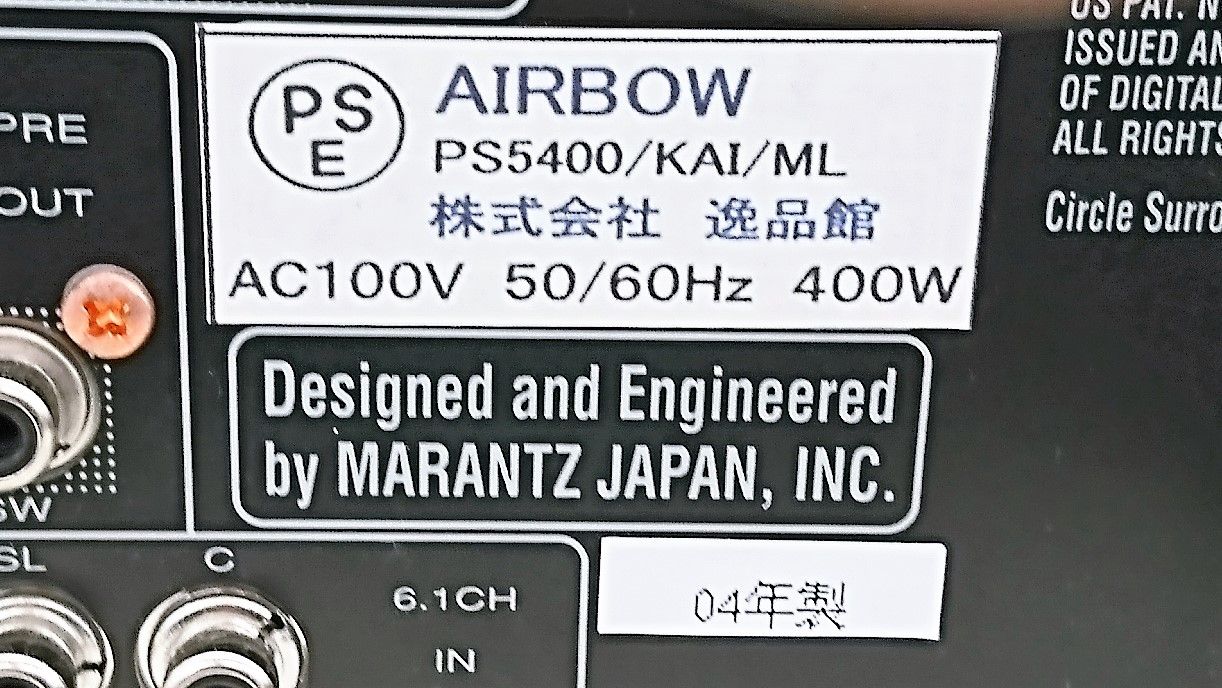 PRE
OUT
SW
SL
C
6.1CH
IN
PS
E
AIRBOW
PS5400/KAI/ML
株式会社 逸品館
AC100V 50/60Hz 400W
Designed and Engineered
by MARANTZ JAPAN, INC.
04年製
US PAT. N
ISSUED AN
OF DIGITAL
ALL RIGHTS
Circle Surro